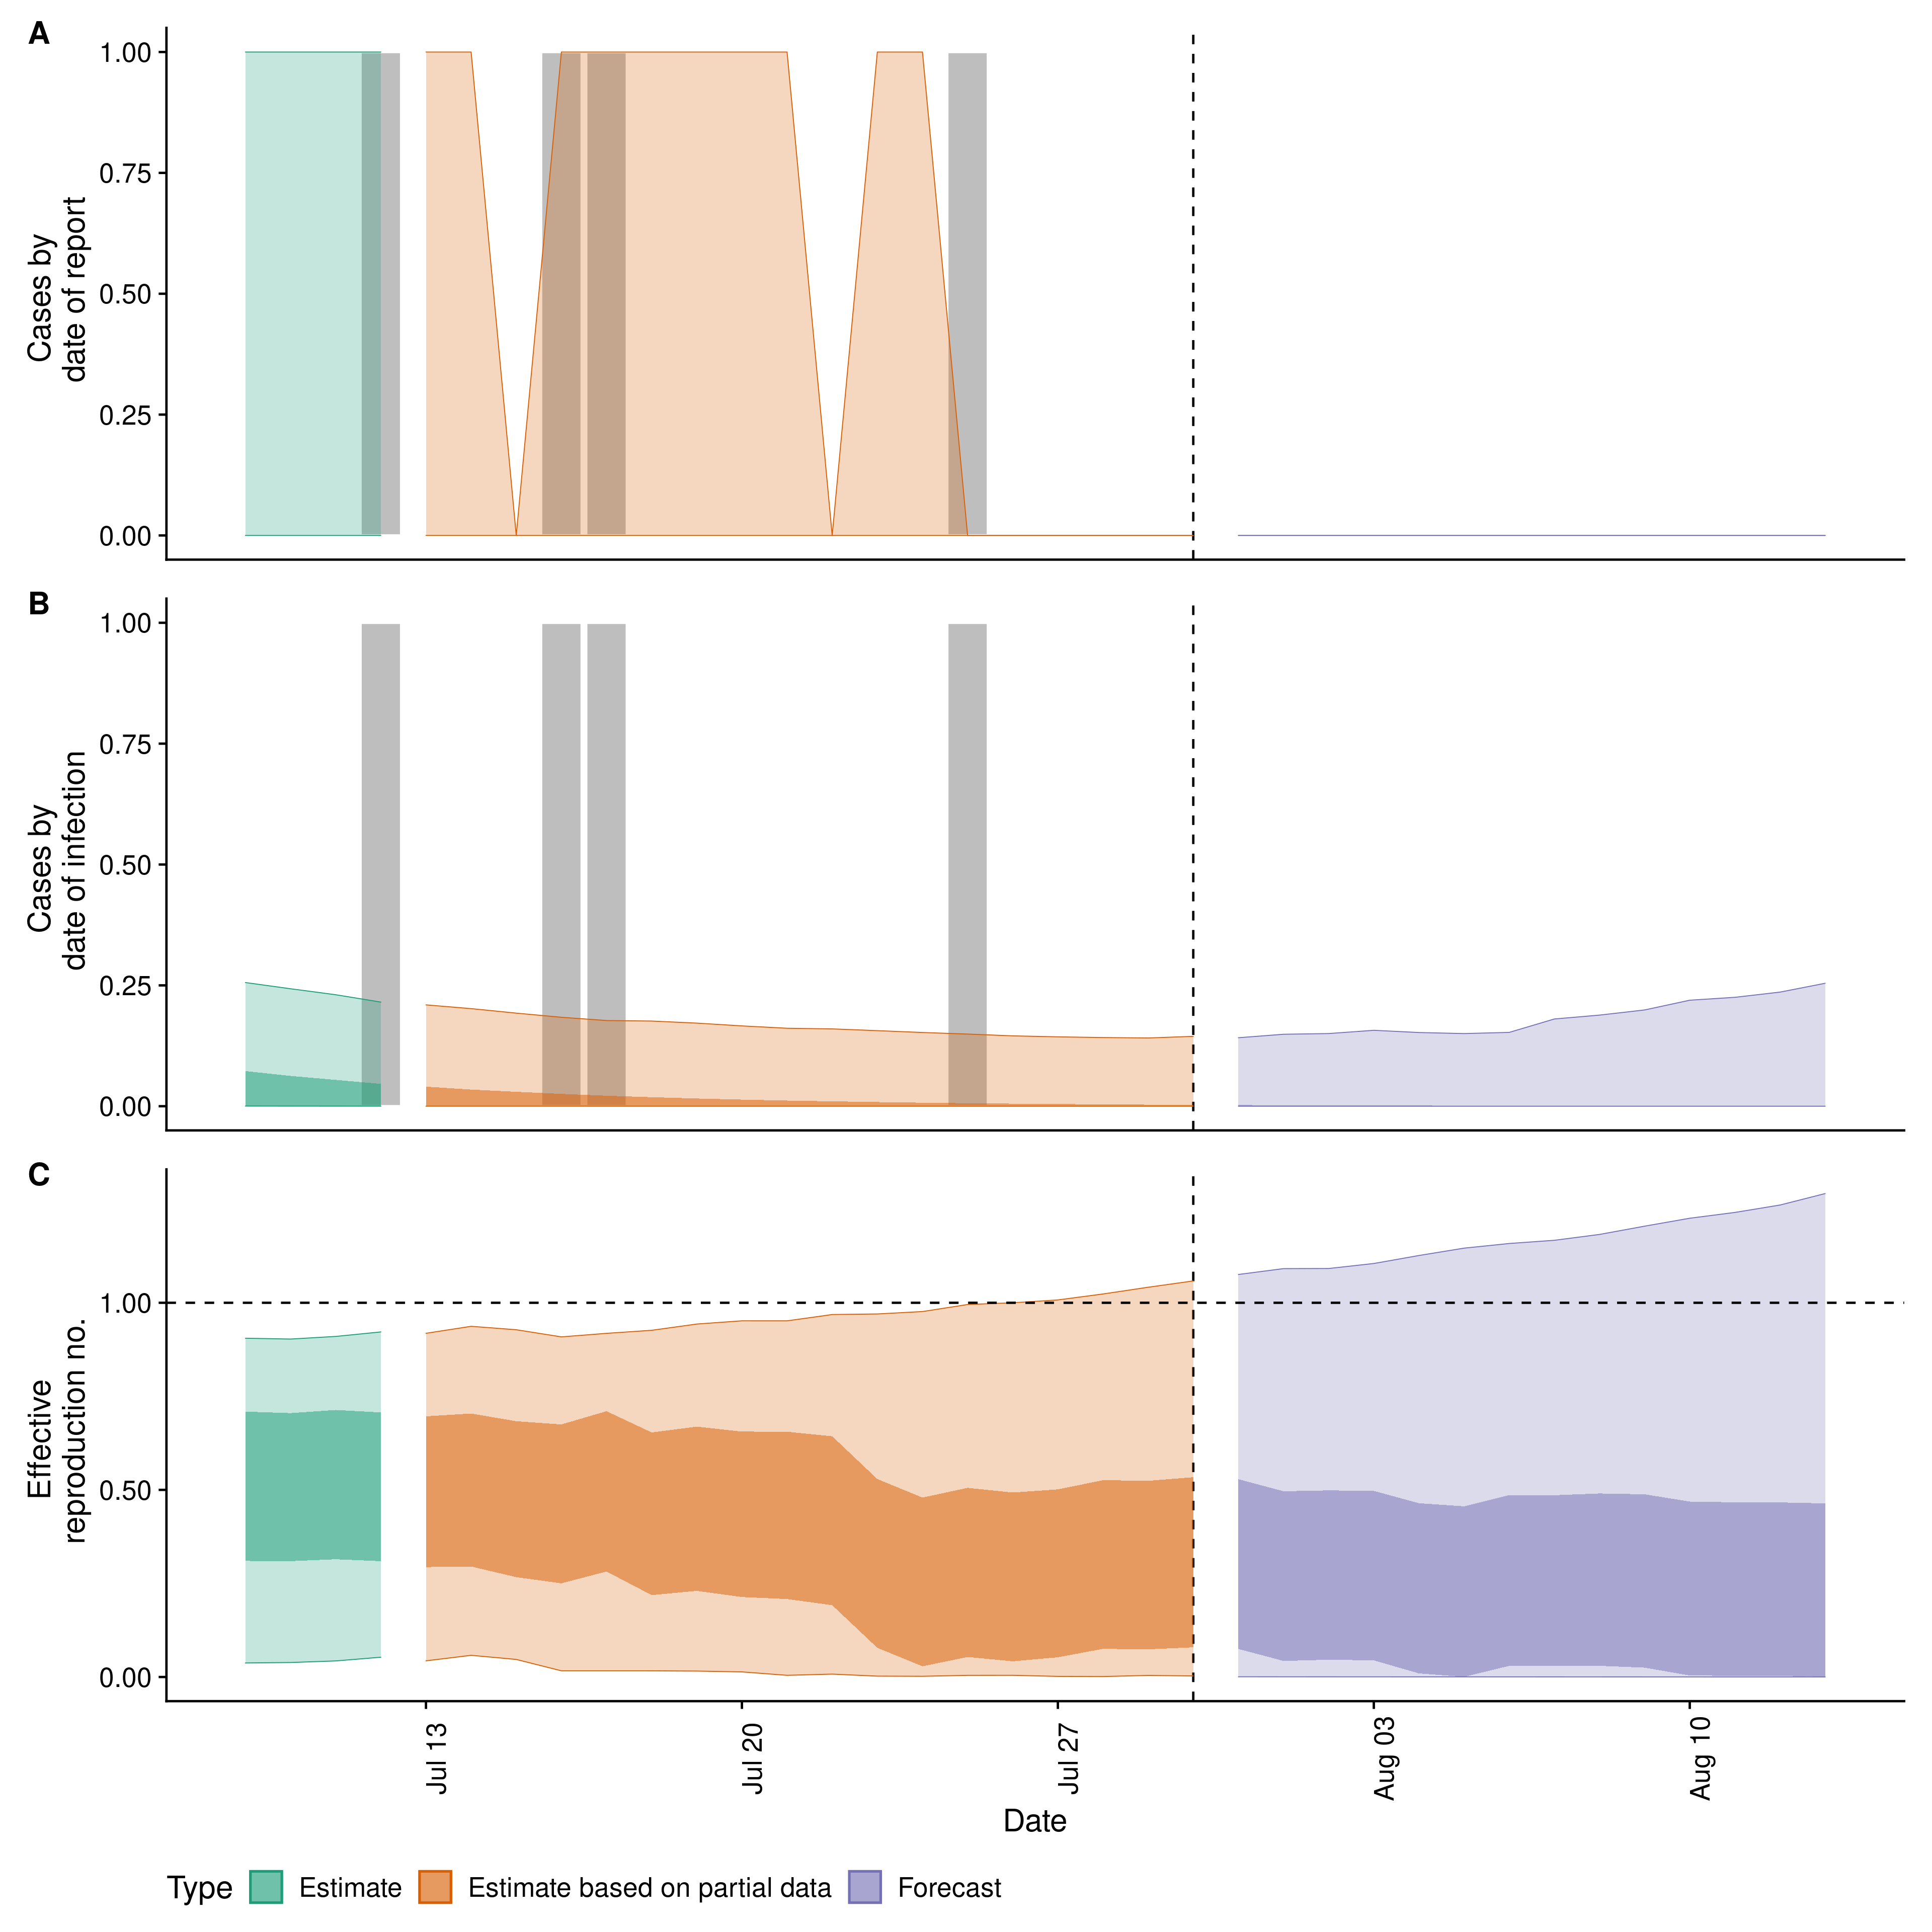 A
1.00
0.75
0.50
0.25
0.00
Cases by
date of report
B
1.00
0.75
0.50
0.25
0.00
Cases by
date of infection
C
1.00
0.50
0.00
Effective
reproduction no.
Jul 13
Jul 20
Jul 27
Aug 03
Aug 10
Date
Type Estimate Estimate based on partial data Forecast